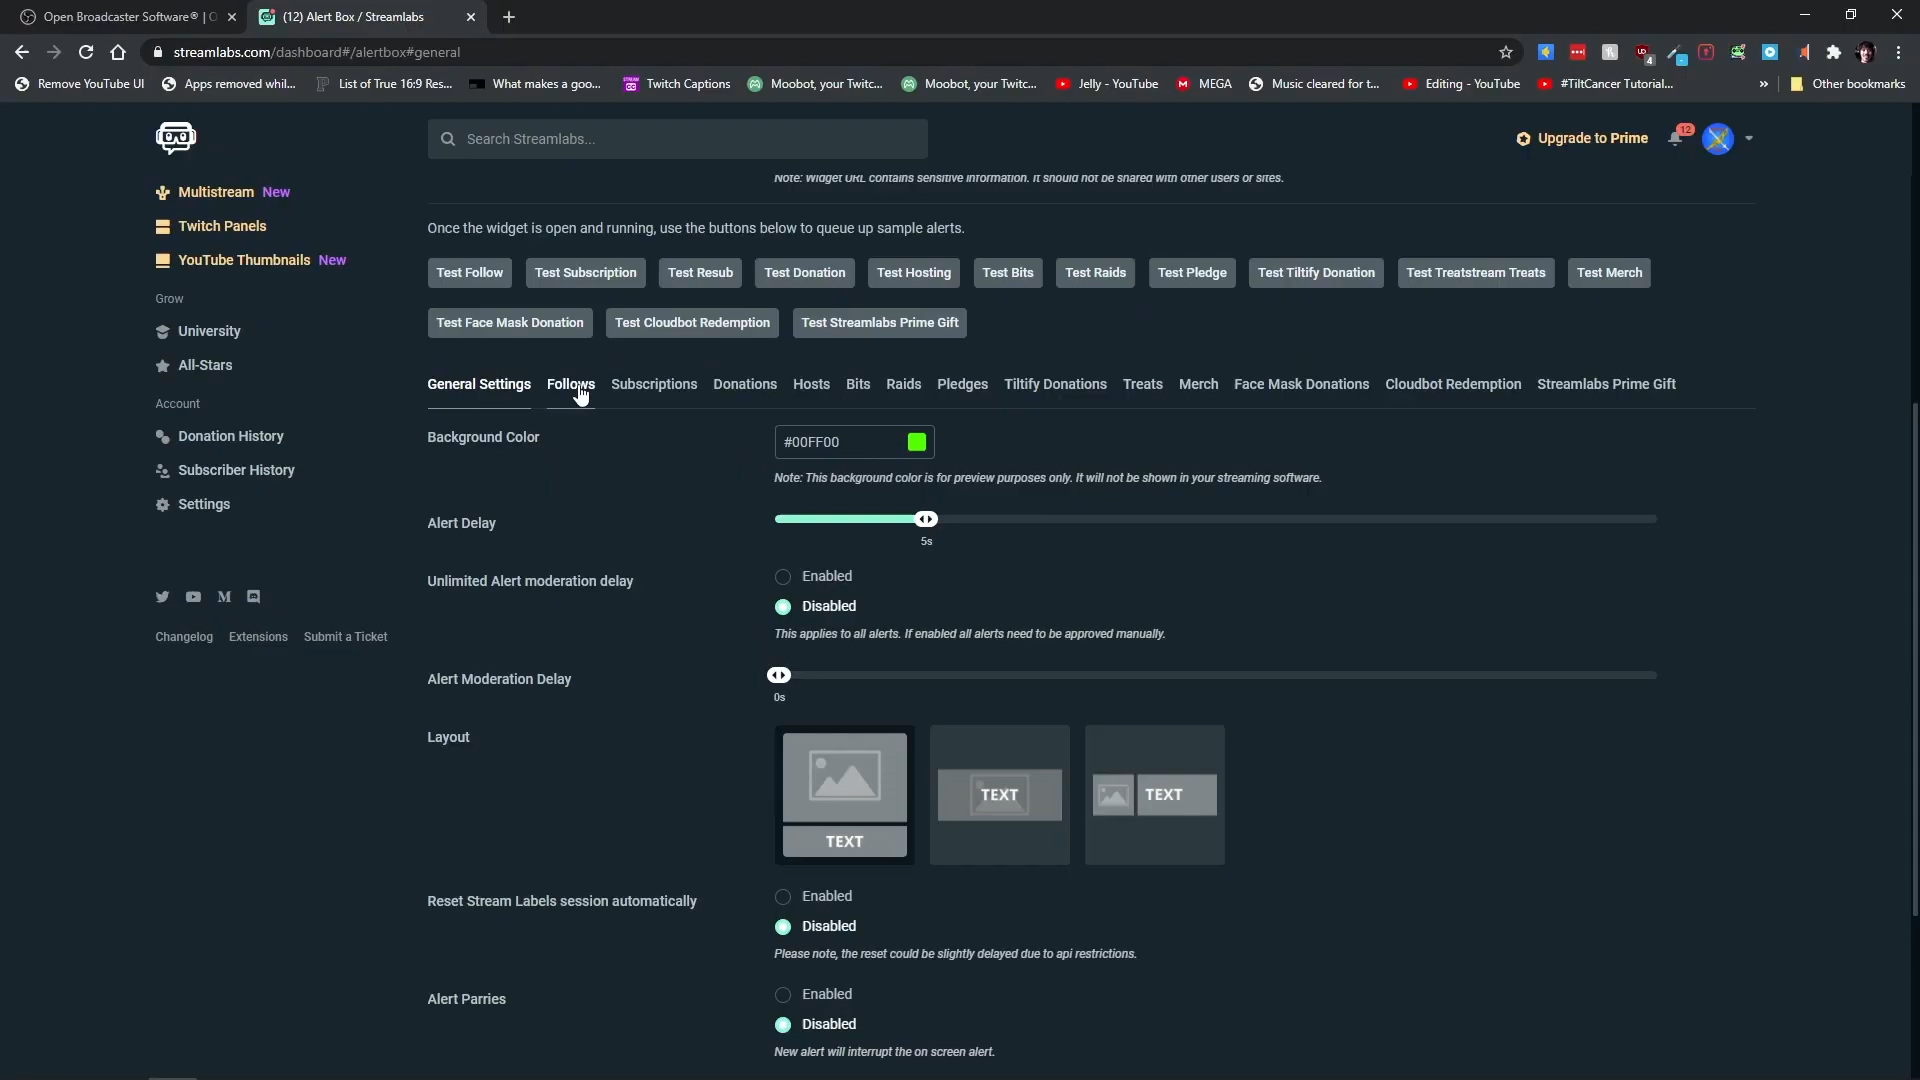 Open Broadcaster Software® | O
(12) Alert Box / Streamlabs
streamlabs.com/dashboard#/alertbox#general
Remove YouTube UI
Apps removed whil...
List of True 16:9 Res...
What makes a goo...
Twitch Captions
Moobot, your Twitc...
Moobot, your Twitc...
Jelly - YouTube
MEGA
Music cleared for t...
Editing - YouTube
#TiltCancer Tutorial...
»
Other bookmarks
4
Search Streamlabs...
Upgrade to Prime
12
Multistream New
Twitch Panels
YouTube Thumbnails New
Grow
University
All-Stars
Account
Donation History
Subscriber History
Settings
Changelog Extensions Submit a Ticket
Note: Widget URL contains sensitive information. It should not be shared with other users or sites.
Once the widget is open and running, use the buttons below to queue up sample alerts.
Test Follow Test Subscription Test Resub Test Donation Test Hosting Test Bits Test Raids Test Pledge Test Tiltify Donation Test Treatstream Treats Test Merch
Test Face Mask Donation Test Cloudbot Redemption Test Streamlabs Prime Gift
General Settings Follows Subscriptions Donations Hosts Bits Raids Pledges Tiltify Donations Treats Merch Face Mask Donations Cloudbot Redemption Streamlabs Prime Gift
Background Color
#00FF00
Note: This background color is for preview purposes only. It will not be shown in your streaming software.
Alert Delay
5s
Unlimited Alert moderation delay
Enabled
Disabled
This applies to all alerts. If enabled all alerts need to be approved manually.
Alert Moderation Delay
0s
Layout
TEXT
TEXT
TEXT
Reset Stream Labels session automatically
Enabled
Disabled
Please note, the reset could be slightly delayed due to api restrictions.
Alert Parries
Enabled
Disabled
New alert will interrupt the on screen alert.